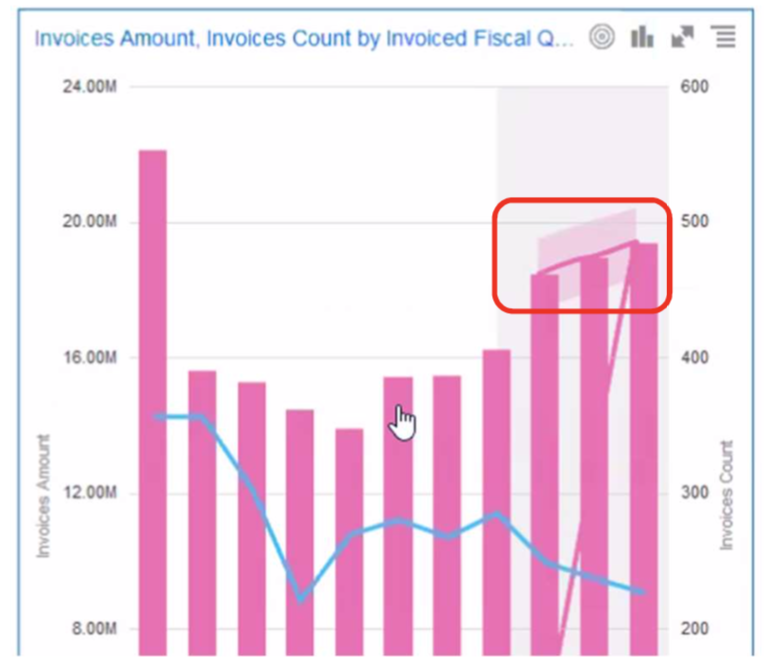 Invoices Amount, Invoices Count by Invoiced Fiscal Q...
24.00M
600
20.00M
500
16.00M
400
12.00M
300
8.00M
200
Invoices Amount
Invoices Count